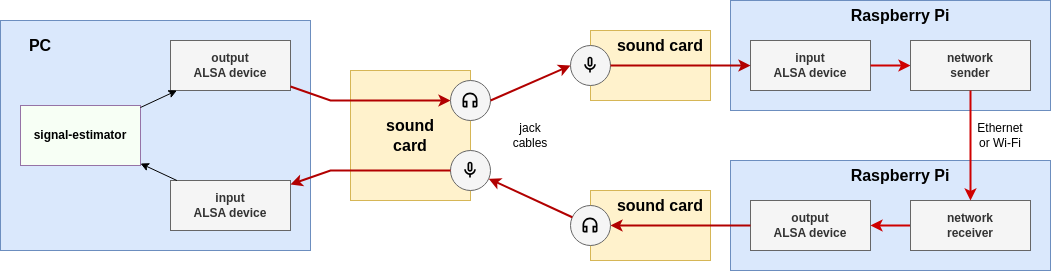 PC
output
ALSA device
signal-estimator
input
ALSA device
sound
card
jack
cables
sound card
Raspberry Pi
input
ALSA device
network
sender
Ethernet
or Wi-Fi
sound card
Raspberry Pi
output
ALSA device
network
receiver